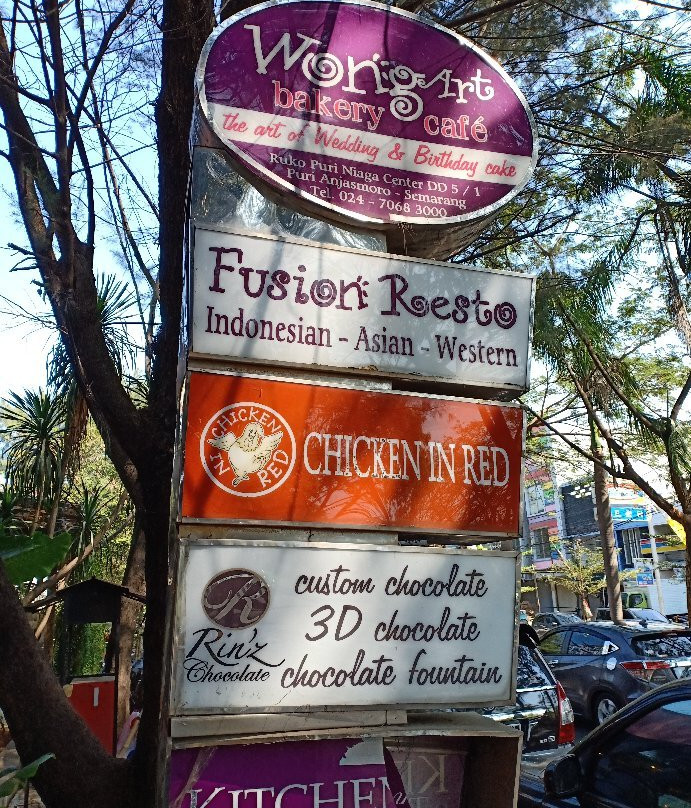 WongArt
bakery café
the art of Wedding & Birthday cake
Ruko Puri Niaga Center DD 5 / 1
Puri Anjasmoro - Semarang
Tel. 024 - 7068 3000
Fusion Resto
Indonesian - Asian - Western
CHICKEN
IN RED
CHICKEN IN RED
R
Rin'z
Chocolate
custom chocolate
3D chocolate
chocolate fountain
KITCHEN